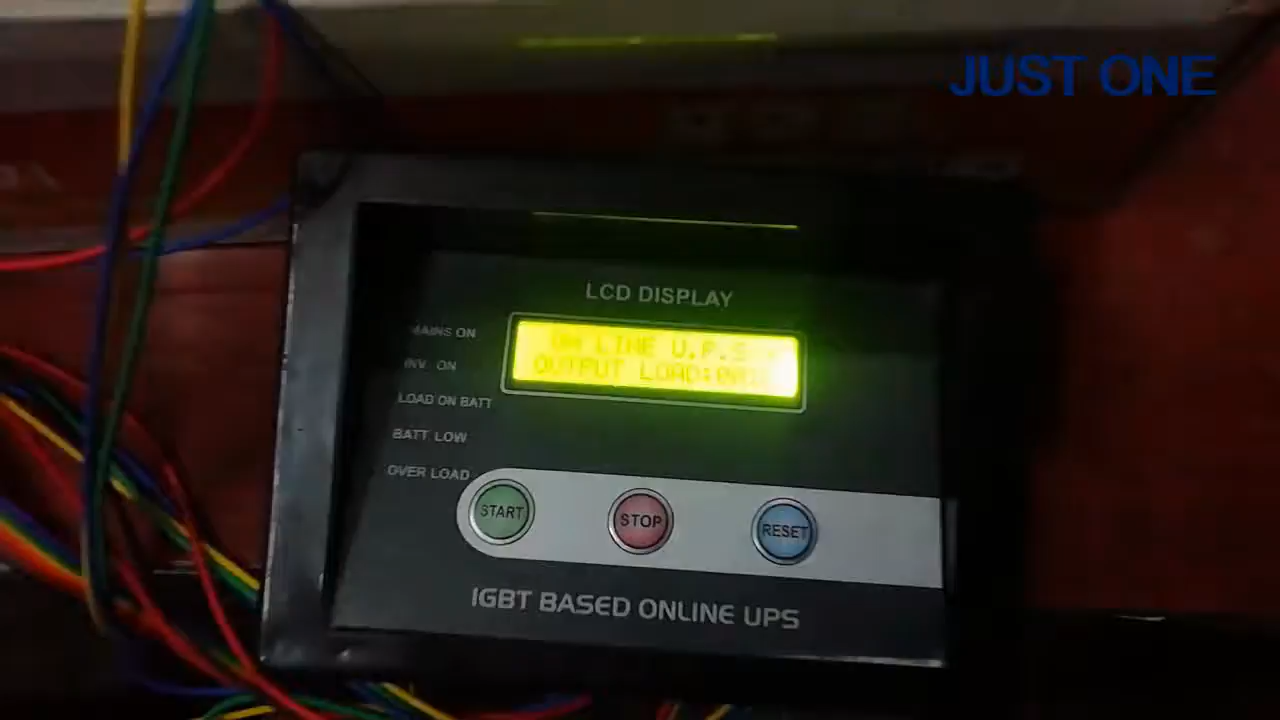 JUST ONE
LCD DISPLAY
ON LINE U.P.S
OUTPUT LOAD:
MAINS ON
INV. ON
LOAD ON BATT
BATT LOW
OVER LOAD
START
STOP
RESET
IGBT BASED ONLINE UPS